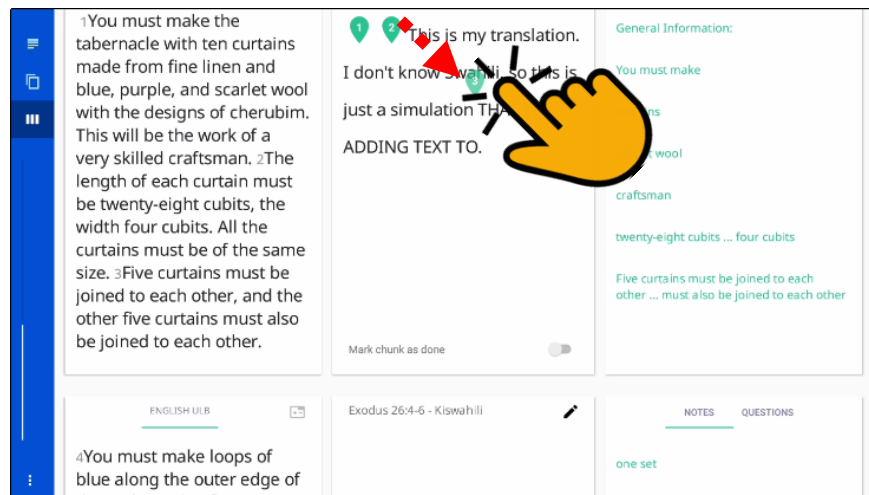 1You must make the
tabernacle with ten curtains
made from fine linen and
blue, purple, and scarlet wool
with the designs of cherubim.
This will be the work of a
very skilled craftsman. 2The
length of each curtain must
be twenty-eight cubits, the
width four cubits. All the
curtains must be of the same
size. 3Five curtains must be
joined to each other, and the
other five curtains must also
be joined to each other.
1 2 This is my translation.
I don't know Swahili, so this is
3
just a simulation
ADDING TEXT TO.
Mark chunk as done
General Information:
You must make
wool
craftsman
twenty-eight cubits ... four cubits
Five curtains must be joined to each
other ... must also be joined to each other
ENGLISH ULB
4You must make loops of
blue along the outer edge of
Exodus 26:4-6 - Kiswahili
NOTES QUESTIONS
one set